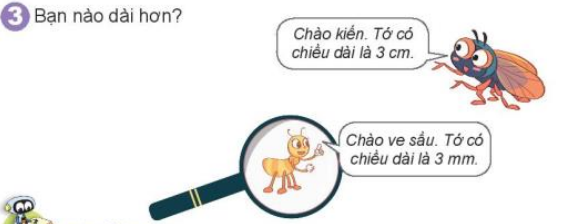 3 Bạn nào dài hơn?
Chào kiến. Tớ có
chiều dài là 3 cm.
Chào ve sầu. Tớ có
chiều dài là 3 mm.